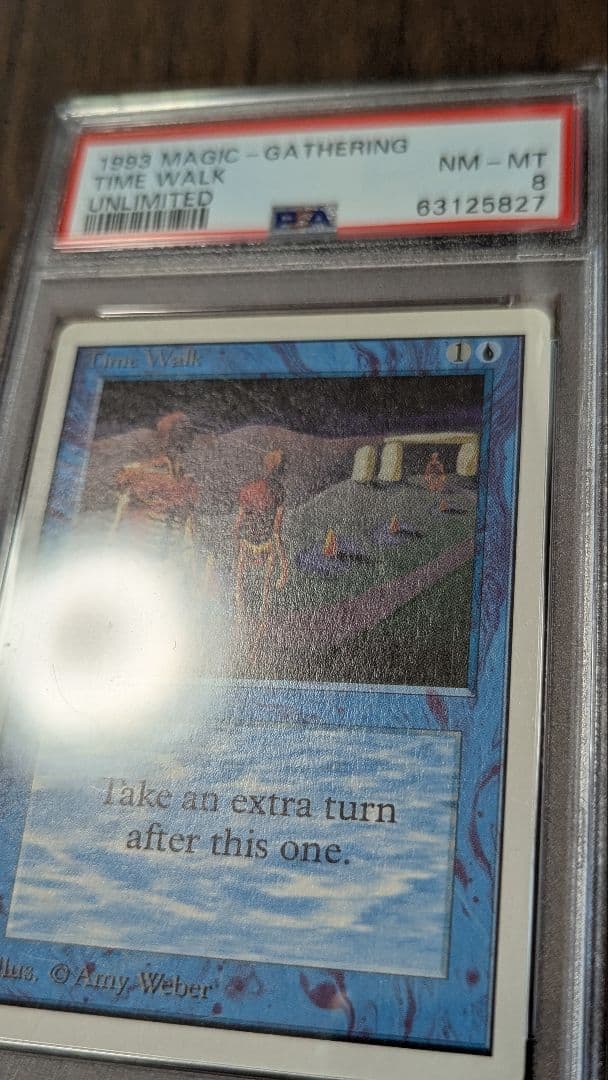 1993 MAGIC - GATHERING
TIME WALK
UNLIMITED
NM - MT
8
63125827
PSA
Time Walk
1
Take an extra turn
after this one.
Illus. © Amy Weber